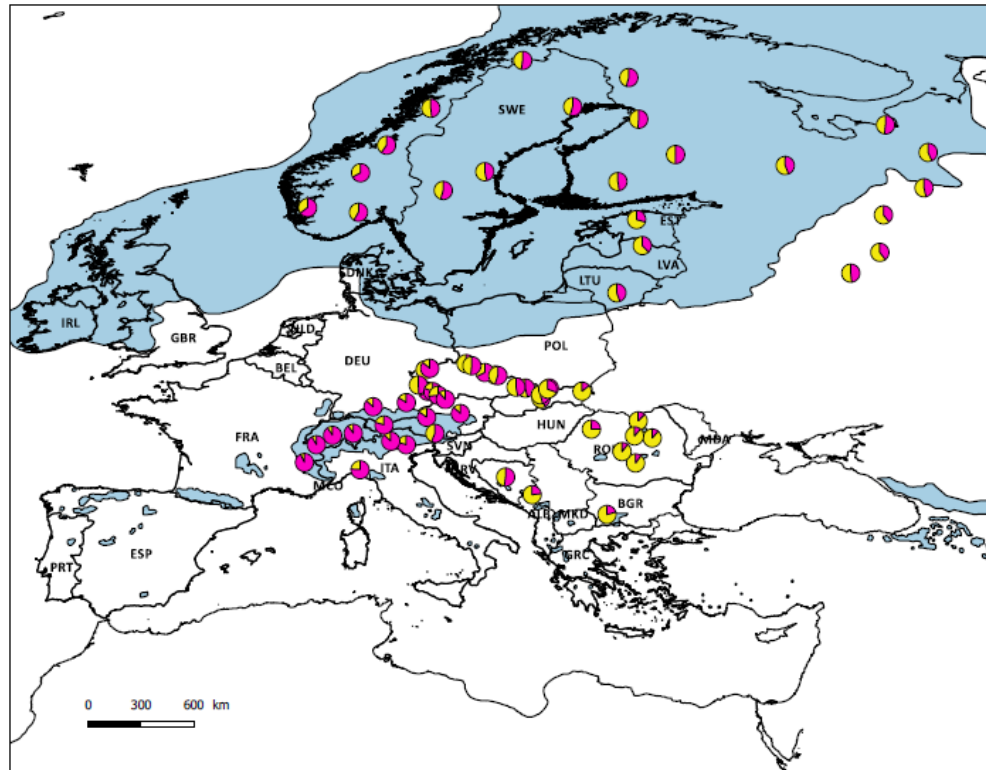 SWE
EST
DNK
LVA
LTU
IRL
GBR
NLD
POL
DEU
BEL
HUN
FRA
SVN
MDA
ITA
MCO
BGR
MKD
ESP
PRT
GRC
0 300 600 km